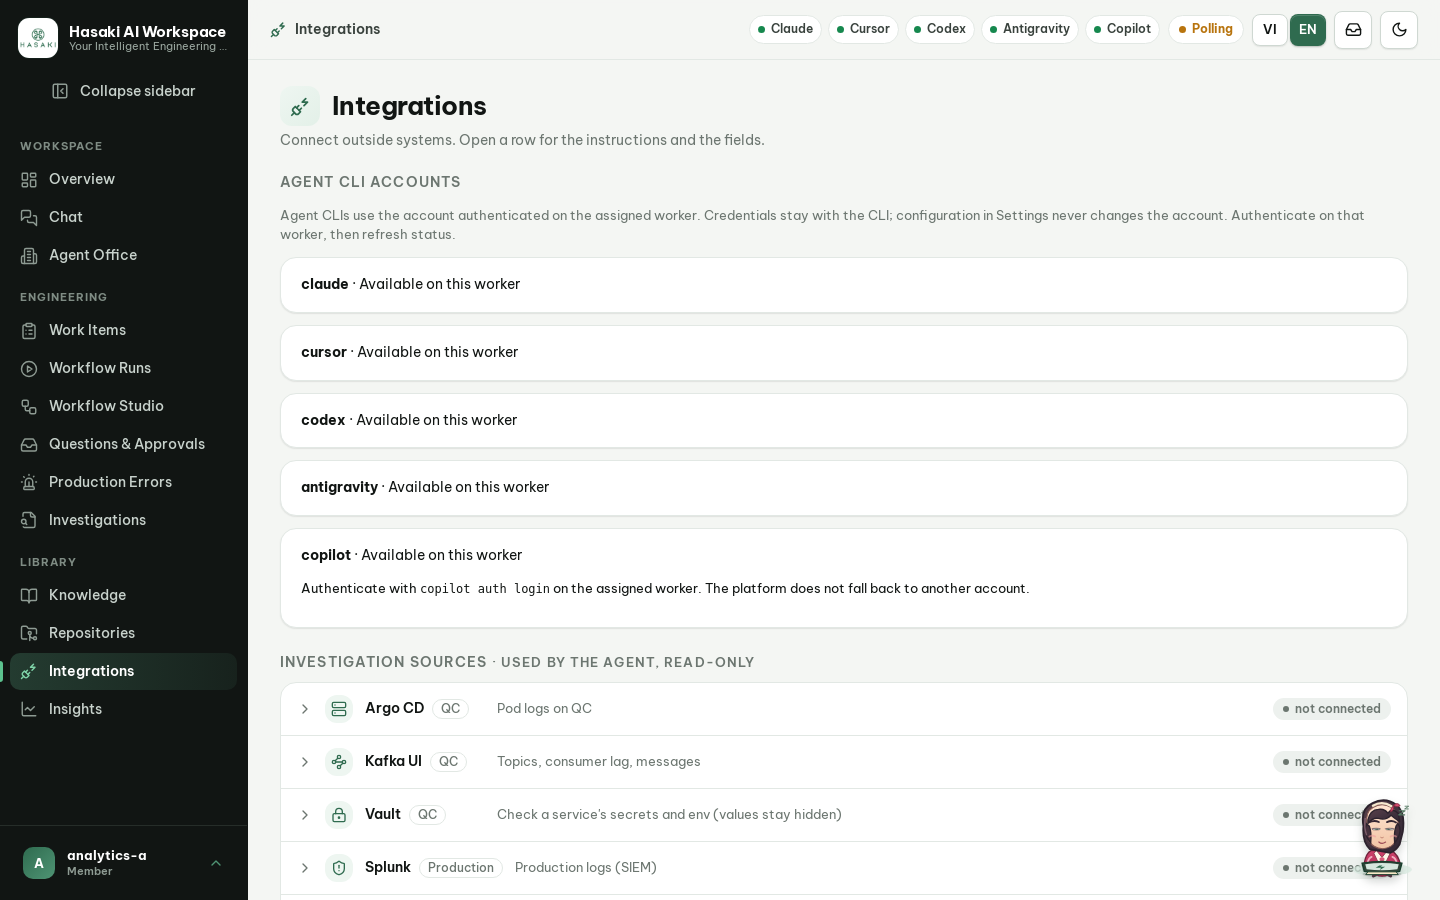 HASAKI
Hasaki AI Workspace
Your Intelligent Engineering ...
Collapse sidebar
WORKSPACE
Overview
Chat
Agent Office
ENGINEERING
Work Items
Workflow Runs
Workflow Studio
Questions & Approvals
Production Errors
Investigations
LIBRARY
Knowledge
Repositories
Integrations
Insights
A
analytics-a
Member
Integrations
Claude
Cursor
Codex
Antigravity
Copilot
Polling
VI
EN
Integrations
Connect outside systems. Open a row for the instructions and the fields.
AGENT CLI ACCOUNTS
Agent CLIs use the account authenticated on the assigned worker. Credentials stay with the CLI; configuration in Settings never changes the account. Authenticate on that
worker, then refresh status.
claude · Available on this worker
cursor · Available on this worker
codex · Available on this worker
antigravity · Available on this worker
copilot · Available on this worker
Authenticate with copilot auth login on the assigned worker. The platform does not fall back to another account.
INVESTIGATION SOURCES · USED BY THE AGENT, READ-ONLY
Argo CD QC Pod logs on QC not connected
Kafka UI QC Topics, consumer lag, messages not connected
Vault QC Check a service's secrets and env (values stay hidden) not connec
Splunk Production Production logs (SIEM) not connec